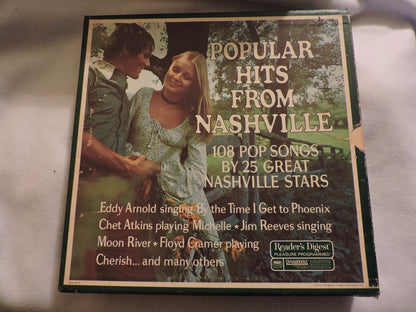 POPULAR
HITS
FROM
NASHVILLE
108 POP SONGS
BY 25 GREAT
NASHVILLE STARS
Eddy Arnold singing By the Time I Get to Phoenix
Chet Atkins playing Michelle ★ Jim Reeves singing
Moon River ★ Floyd Cramer playing
Cherish... and many others
Reader's Digest
PLEASURE PROGRAMMED